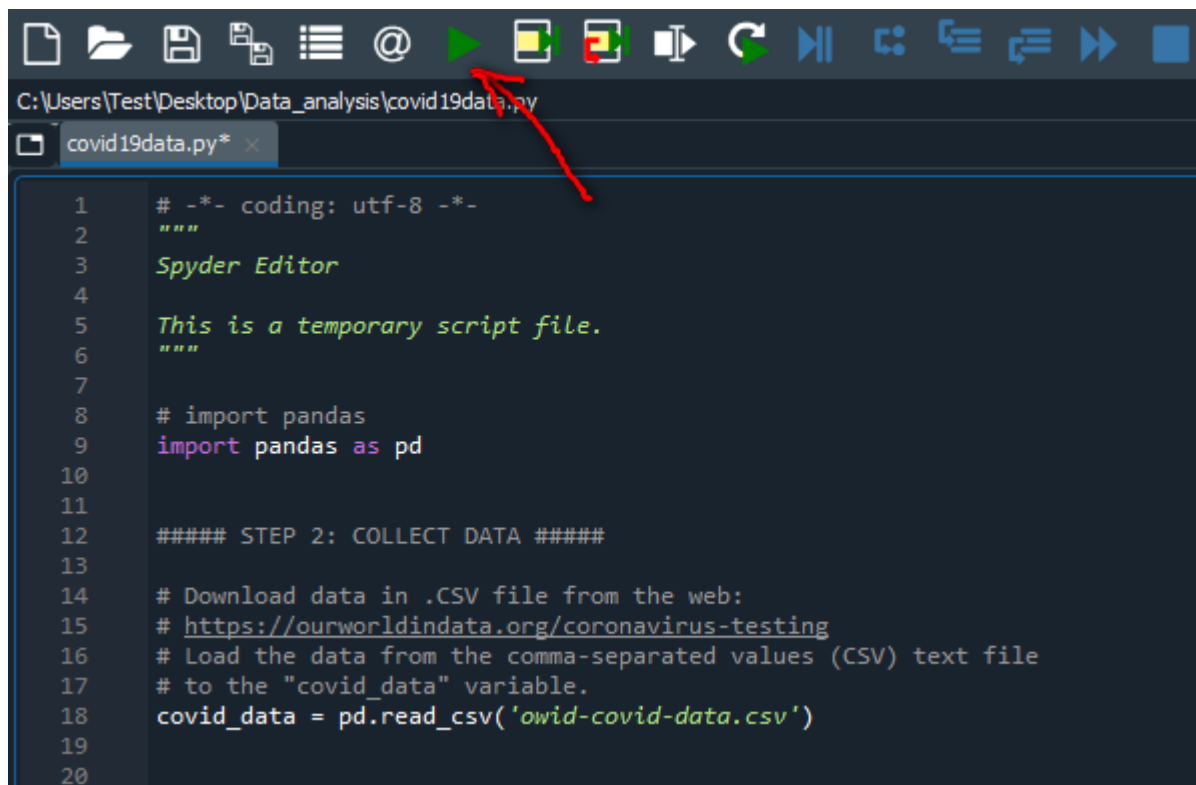 @
C:\Users\Test\Desktop\Data_analysis\covid19data.py
covid19data.py*
1 # -*- coding: utf-8 -*-
2 """
3 Spyder Editor
4
5 This is a temporary script file.
6 """
7
8 # import pandas
9 import pandas as pd
10
11
12 ##### STEP 2: COLLECT DATA #####
13
14 # Download data in .CSV file from the web:
15 # https://ourworldindata.org/coronavirus-testing
16 # Load the data from the comma-separated values (CSV) text file
17 # to the "covid_data" variable.
18 covid_data = pd.read_csv('owid-covid-data.csv')
19
20